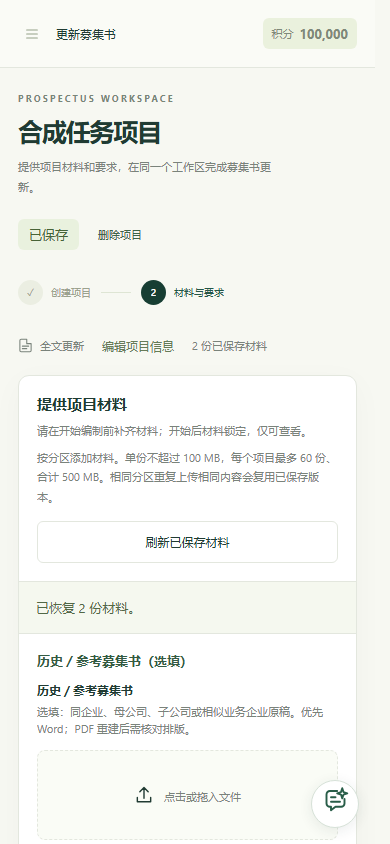 更新募集书
积分 100,000
PROSPECTUS WORKSPACE
合成任务项目
提供项目材料和要求，在同一个工作区完成募集书更
新。
已保存 删除项目
创建项目 2 材料与要求
全文更新 编辑项目信息 2 份已保存材料
提供项目材料
请在开始编制前补齐材料；开始后材料锁定，仅可查看。
按分区添加材料。单份不超过 100 MB，每个项目最多 60 份、
合计 500 MB。相同分区重复上传相同内容会复用已保存版
本。
刷新已保存材料
已恢复 2 份材料。
历史 / 参考募集书（选填）
历史 / 参考募集书
选填：同企业、母公司、子公司或相似业务企业原稿。优先
Word；PDF 重建后需核对排版。
点击或拖入文件